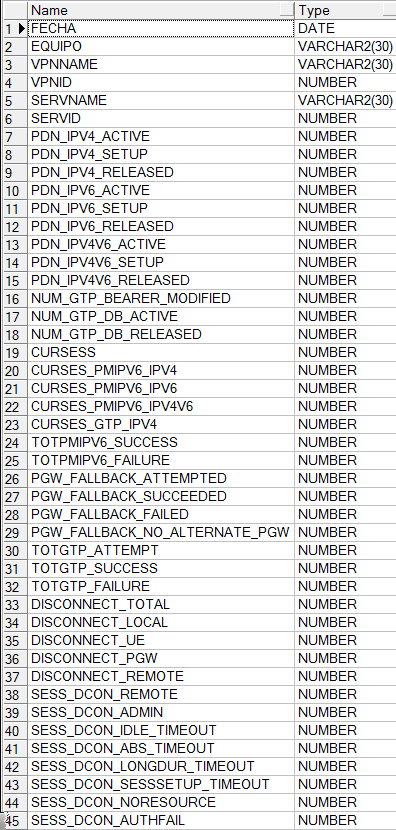 Name Type
1 FECHA DATE
2 EQUIPO VARCHAR2(30)
3 VPNNAME VARCHAR2(30)
4 VPNID NUMBER
5 SERVNAME VARCHAR2(30)
6 SERVID NUMBER
7 PDN_IPV4_ACTIVE NUMBER
8 PDN_IPV4_SETUP NUMBER
9 PDN_IPV4_RELEASED NUMBER
10 PDN_IPV6_ACTIVE NUMBER
11 PDN_IPV6_SETUP NUMBER
12 PDN_IPV6_RELEASED NUMBER
13 PDN_IPV4V6_ACTIVE NUMBER
14 PDN_IPV4V6_SETUP NUMBER
15 PDN_IPV4V6_RELEASED NUMBER
16 NUM_GTP_BEARER_MODIFIED NUMBER
17 NUM_GTP_DB_ACTIVE NUMBER
18 NUM_GTP_DB_RELEASED NUMBER
19 CURSESS NUMBER
20 CURSES_PMIPV6_IPV4 NUMBER
21 CURSES_PMIPV6_IPV6 NUMBER
22 CURSES_PMIPV6_IPV4V6 NUMBER
23 CURSES_GTP_IPV4 NUMBER
24 TOTPMIPV6_SUCCESS NUMBER
25 TOTPMIPV6_FAILURE NUMBER
26 PGW_FALLBACK_ATTEMPTED NUMBER
27 PGW_FALLBACK_SUCCEEDED NUMBER
28 PGW_FALLBACK_FAILED NUMBER
29 PGW_FALLBACK_NO_ALTERNATE_PGW NUMBER
30 TOTGTP_ATTEMPT NUMBER
31 TOTGTP_SUCCESS NUMBER
32 TOTGTP_FAILURE NUMBER
33 DISCONNECT_TOTAL NUMBER
34 DISCONNECT_LOCAL NUMBER
35 DISCONNECT_UE NUMBER
36 DISCONNECT_PGW NUMBER
37 DISCONNECT_REMOTE NUMBER
38 SESS_DCON_REMOTE NUMBER
39 SESS_DCON_ADMIN NUMBER
40 SESS_DCON_IDLE_TIMEOUT NUMBER
41 SESS_DCON_ABS_TIMEOUT NUMBER
42 SESS_DCON_LONGDUR_TIMEOUT NUMBER
43 SESS_DCON_SESSSETUP_TIMEOUT NUMBER
44 SESS_DCON_NORESOURCE NUMBER
45 SESS_DCON_AUTHFAIL NUMBER